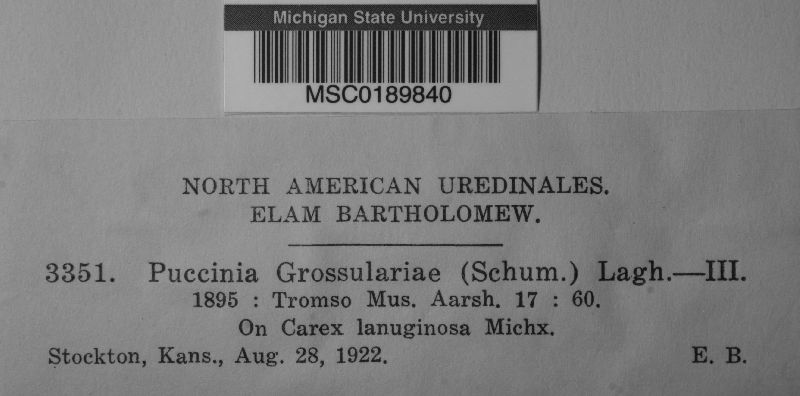 Michigan State University
MSC0189840
NORTH AMERICAN UREDINALES.
ELAM BARTHOLOMEW.
3351. Puccinia Grossulariae (Schum.) Lagh.—III.
1895 : Tromso Mus. Aarsh. 17 : 60.
On Carex lanuginosa Michx.
Stockton, Kans., Aug. 28, 1922. E. B.